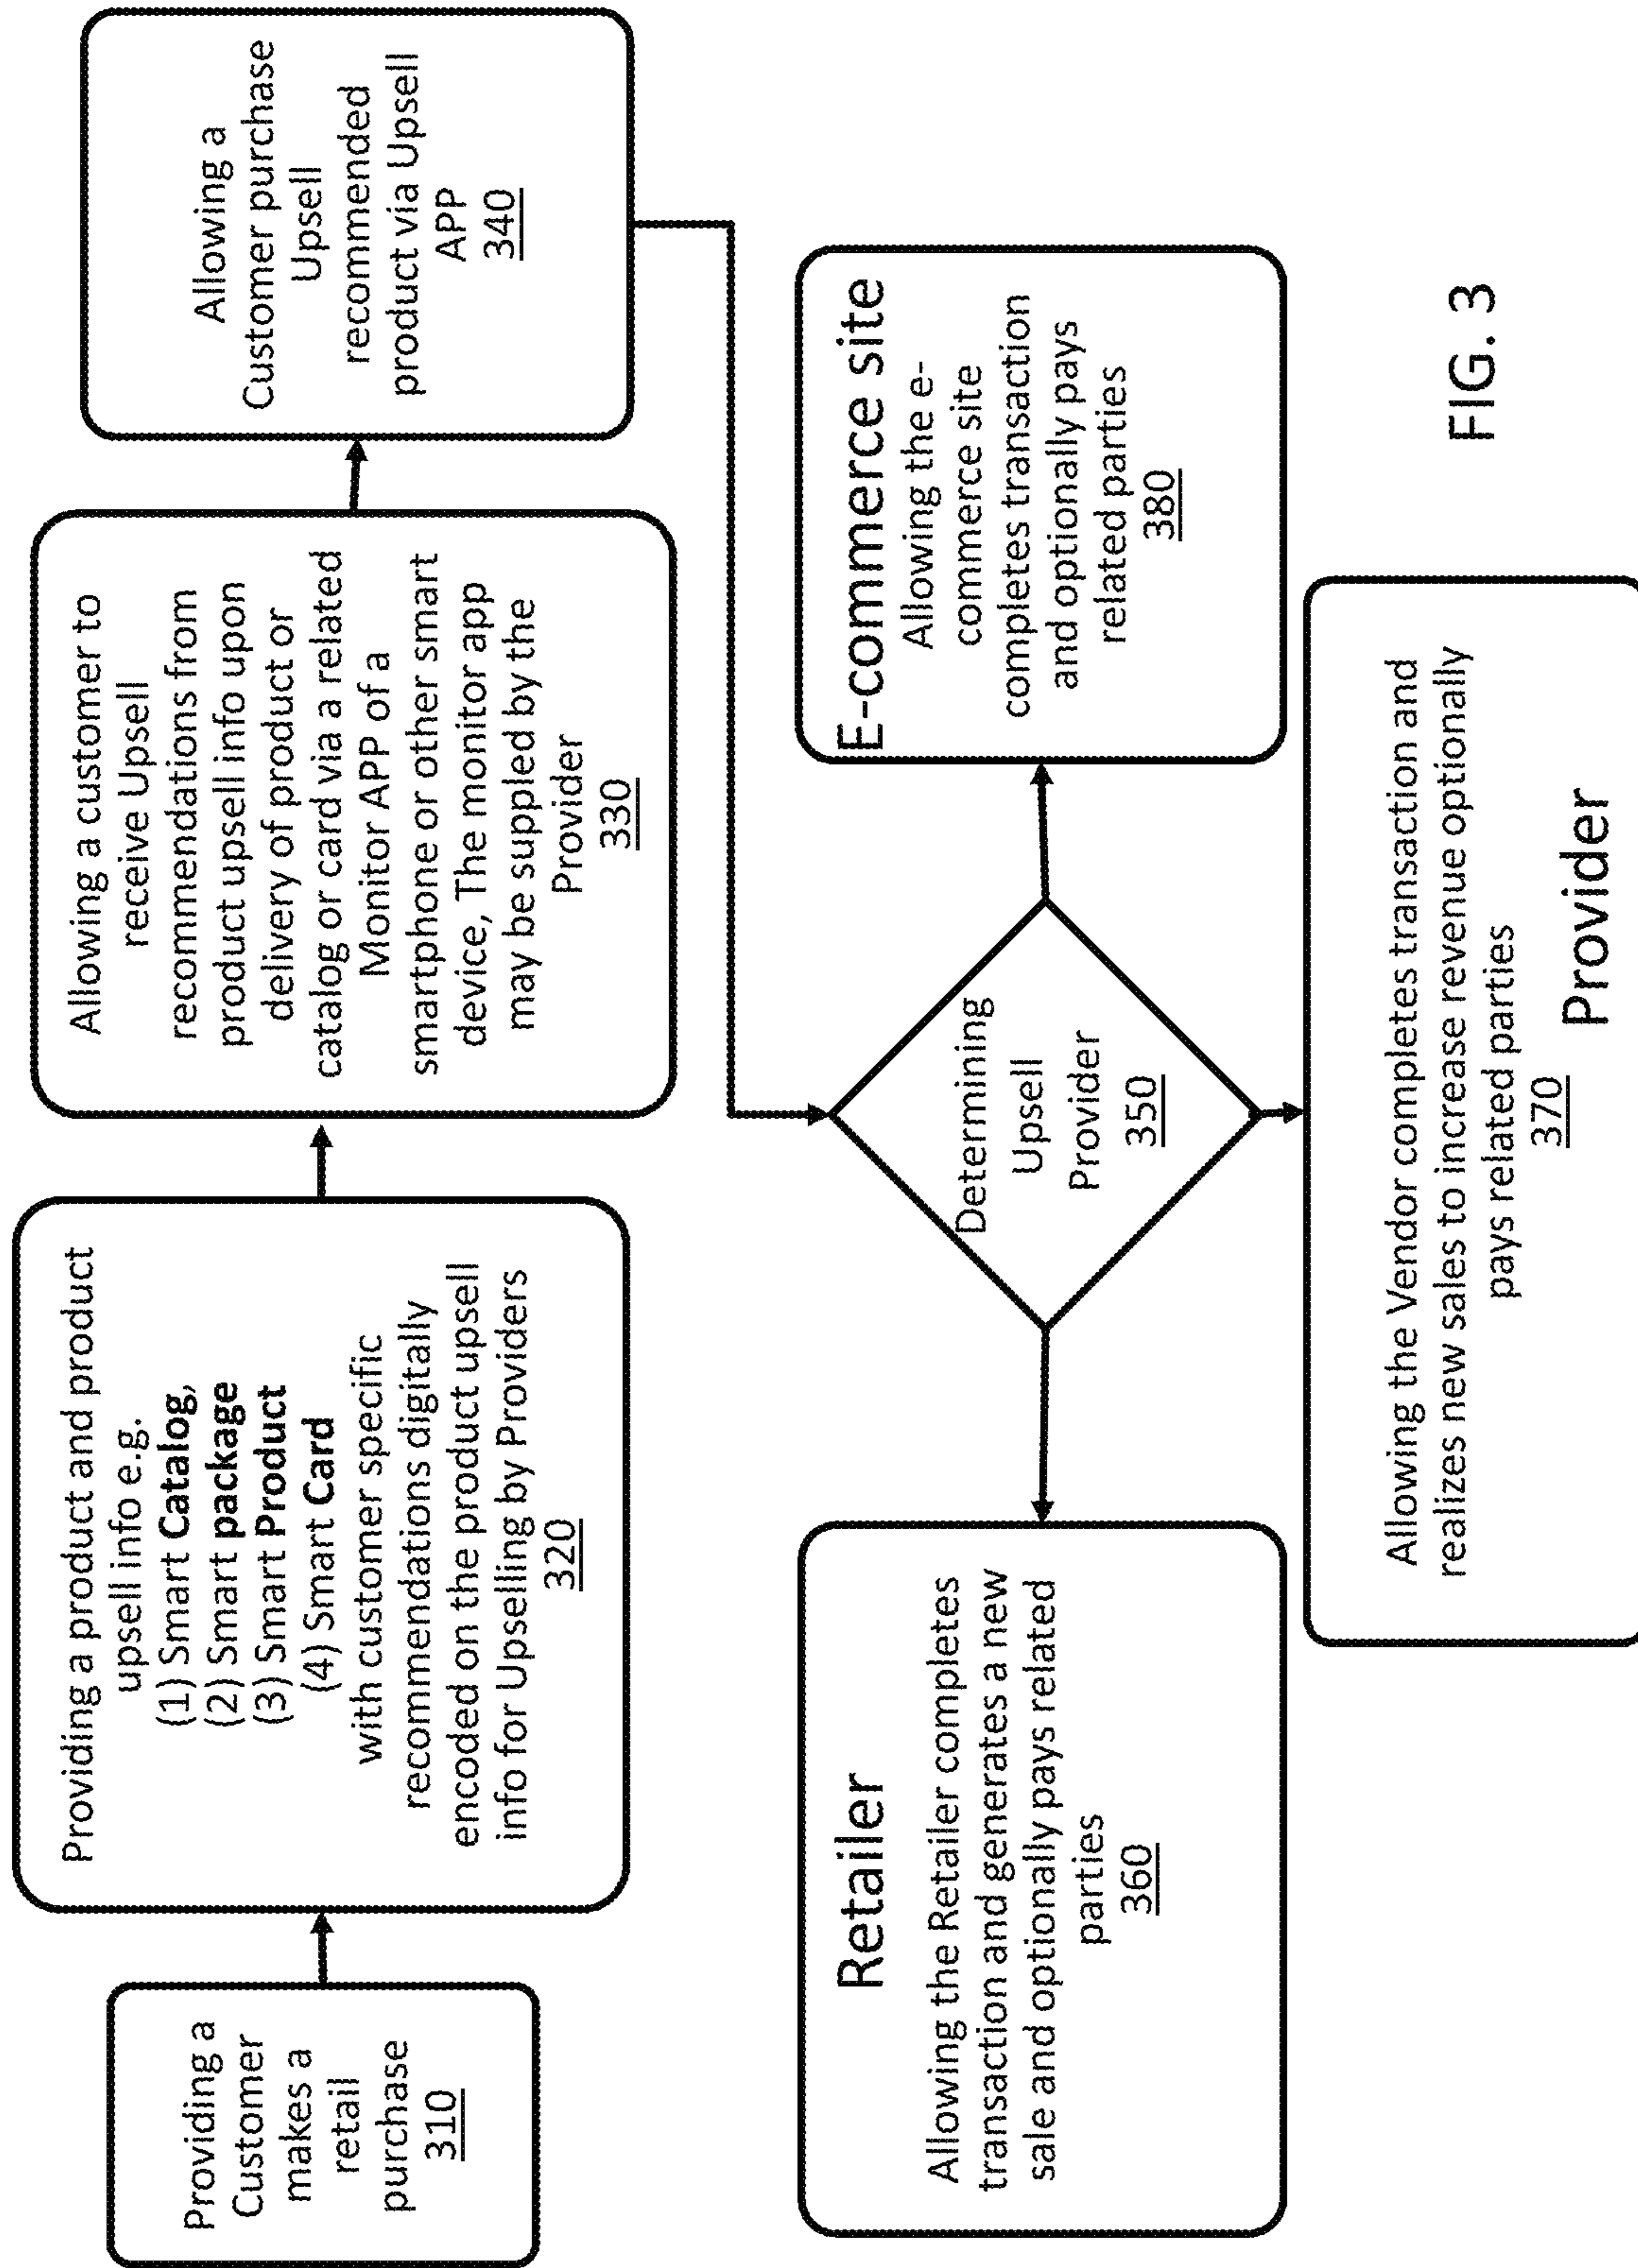 Providing a
Customer
makes a
retail
purchase
310
Providing a product and product
upsell info e.g.
(1) Smart Catalog,
(2) Smart package
(3) Smart Product
(4) Smart Card
with customer specific
recommendations digitally
encoded on the product upsell
info for Upselling by Providers
320
Allowing a customer to
receive Upsell
recommendations from
product upsell info upon
delivery of product or
catalog or card via a related
Monitor APP of a
smartphone or other smart
device, The monitor app
may be suppled by the
Provider
330
Allowing a
Customer purchase
Upsell
recommended
product via Upsell
APP
340
Determining
Upsell
Provider
350
Retailer
Allowing the Retailer completes
transaction and generates a new
sale and optionally pays related
parties
360
E-commerce site
Allowing the e-
commerce site
completes transaction
and optionally pays
related parties
380
Allowing the Vendor completes transaction and
realizes new sales to increase revenue optionally
pays related parties
370
Provider
FIG. 3